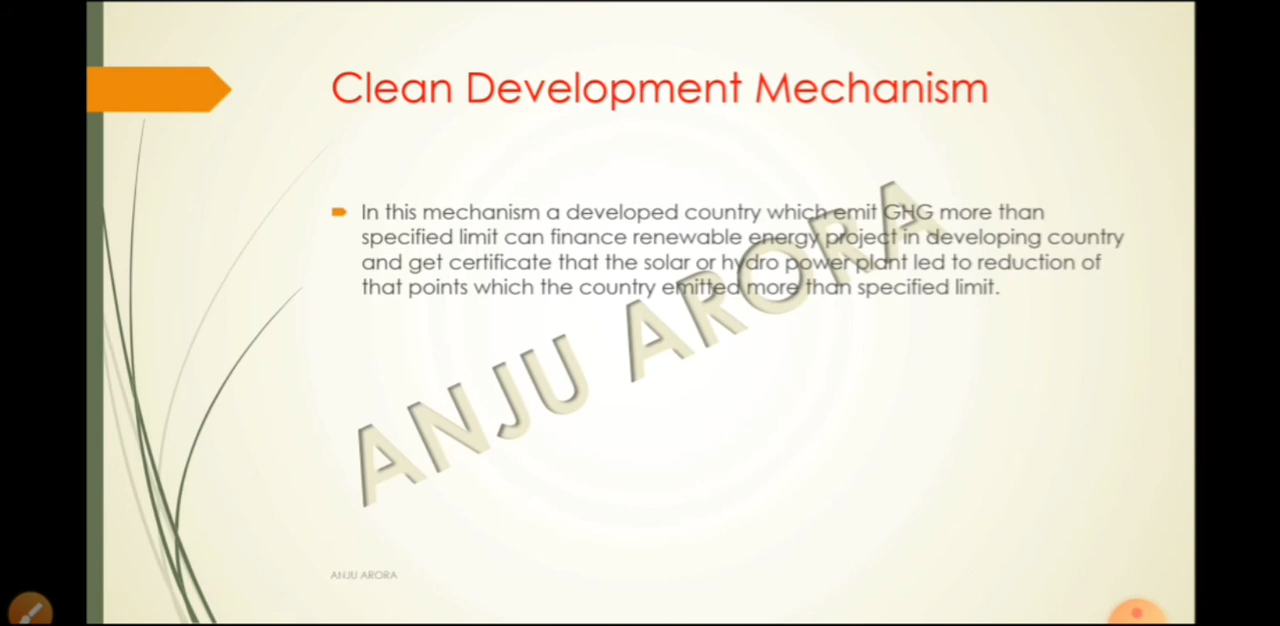 Clean Development Mechanism
In this mechanism a developed country which emit GHG more than
specified limit can finance renewable energy project in developing country
and get certificate that the solar or hydro power plant led to reduction of
that points which the country emitted more than specified limit.
ANJU ARORA
ANJU ARORA